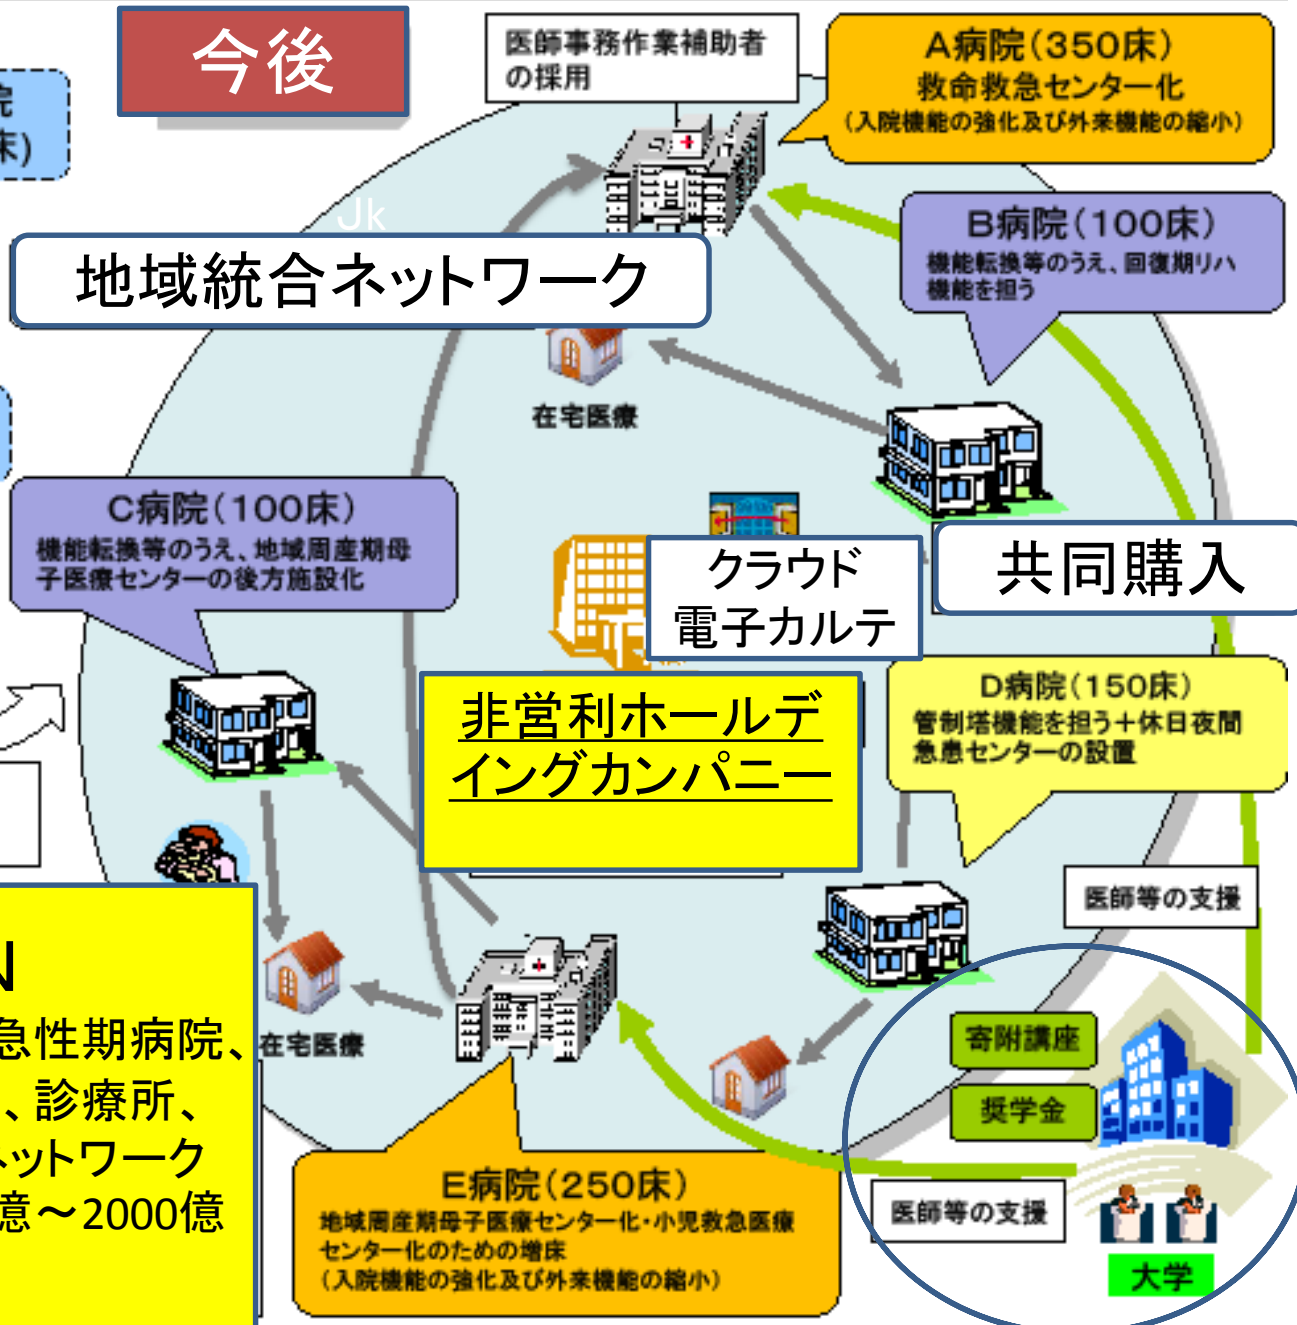 今後
医師事務作業補助者
の採用
A病院(350床)
救命救急センター化
(入院機能の強化及び外来機能の縮小)
院
床)
Jk
地域統合ネットワーク
B病院(100床)
機能転換等のうえ、回復期リハ
機能を担う
在宅医療
C病院(100床)
機能転換等のうえ、地域周産期母
子医療センターの後方施設化
クラウド
電子カルテ
共同購入
非営利ホールデ
イングカンパニー
D病院(150床)
管制塔機能を担う+休日夜間
急患センターの設置
医師等の支援
N
急性期病院、
、診療所、
ネットワーク
億~2000億
在宅医療
寄附講座
奨学金
医師等の支援
大学
E病院(250床)
地域周産期母子医療センター化・小児救急医療
センター化のための増床
(入院機能の強化及び外来機能の縮小)